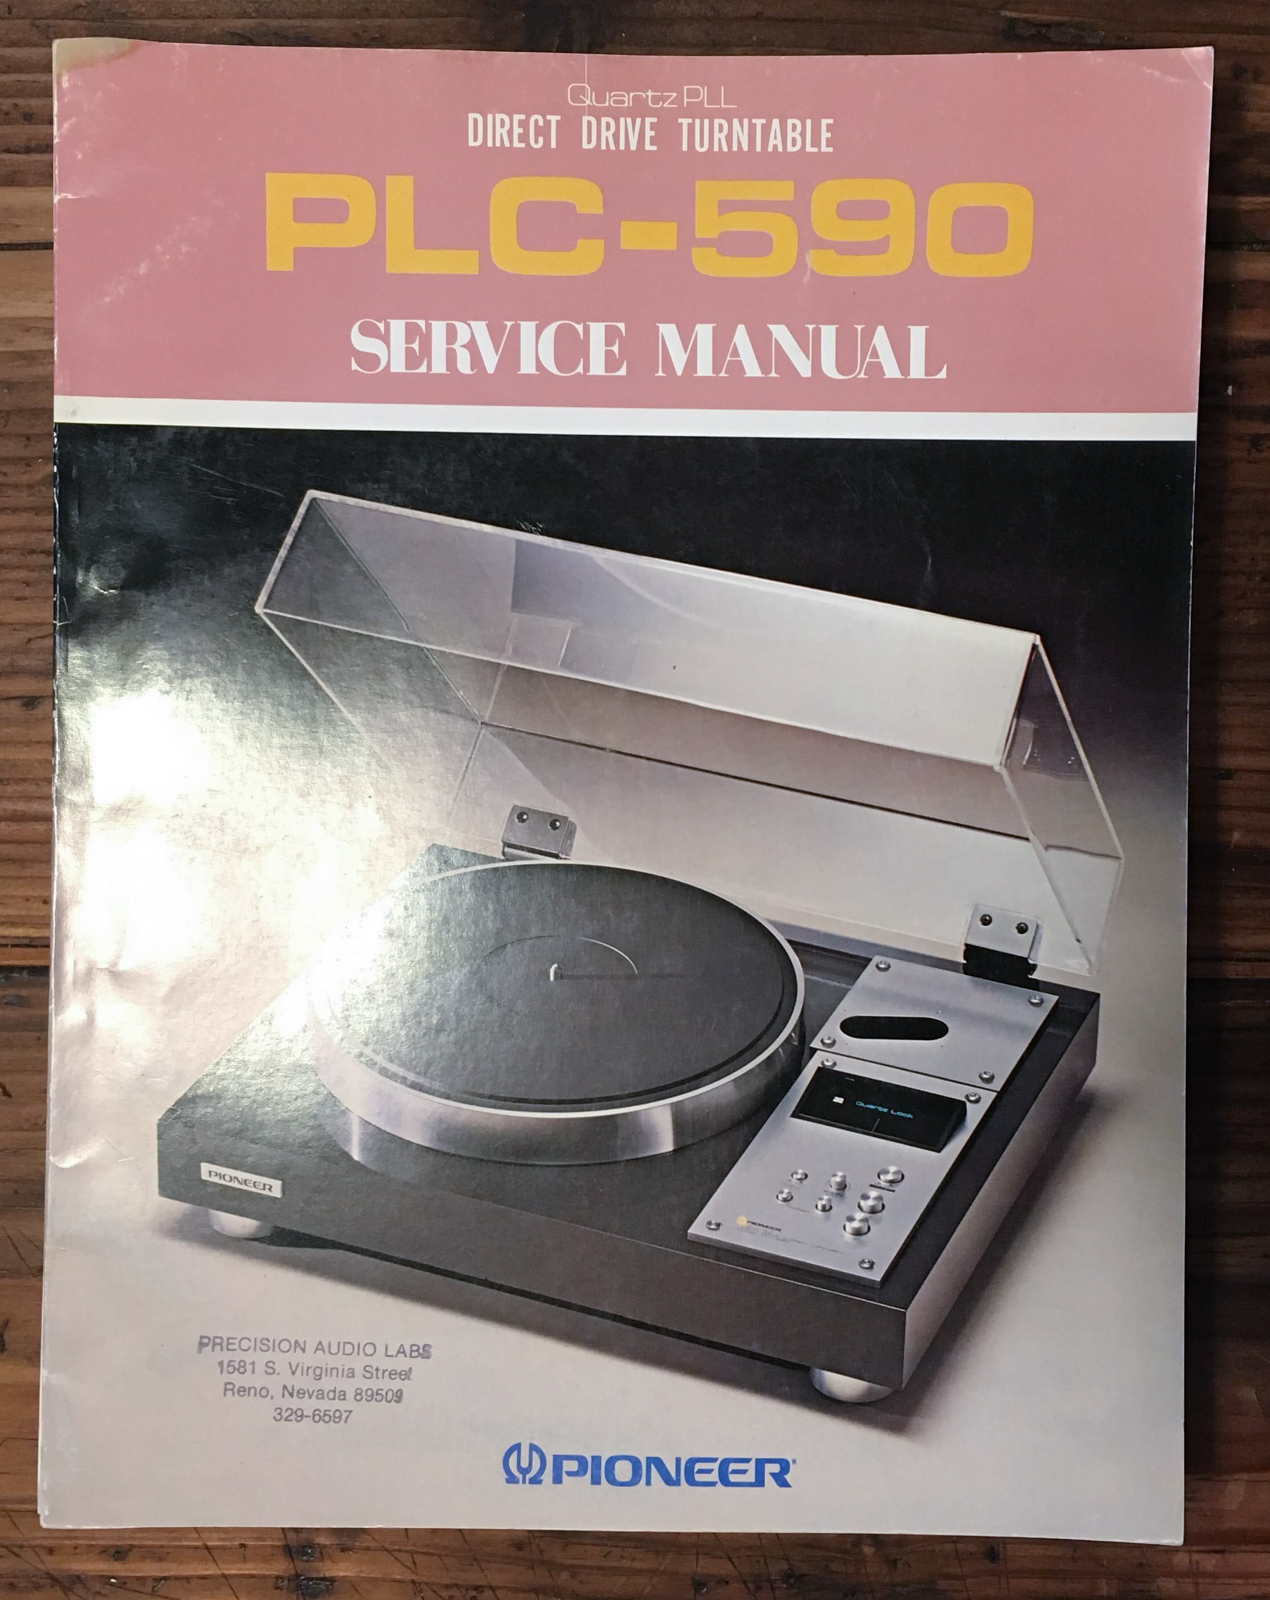 Quartz PLL
DIRECT DRIVE TURNTABLE
PLC-590
SERVICE MANUAL
Quartz Lock
PIONEER
PIONEER
PRECISION AUDIO LABS
1581 S. Virginia Street
Reno, Nevada 89509
329-6597
PIONEER